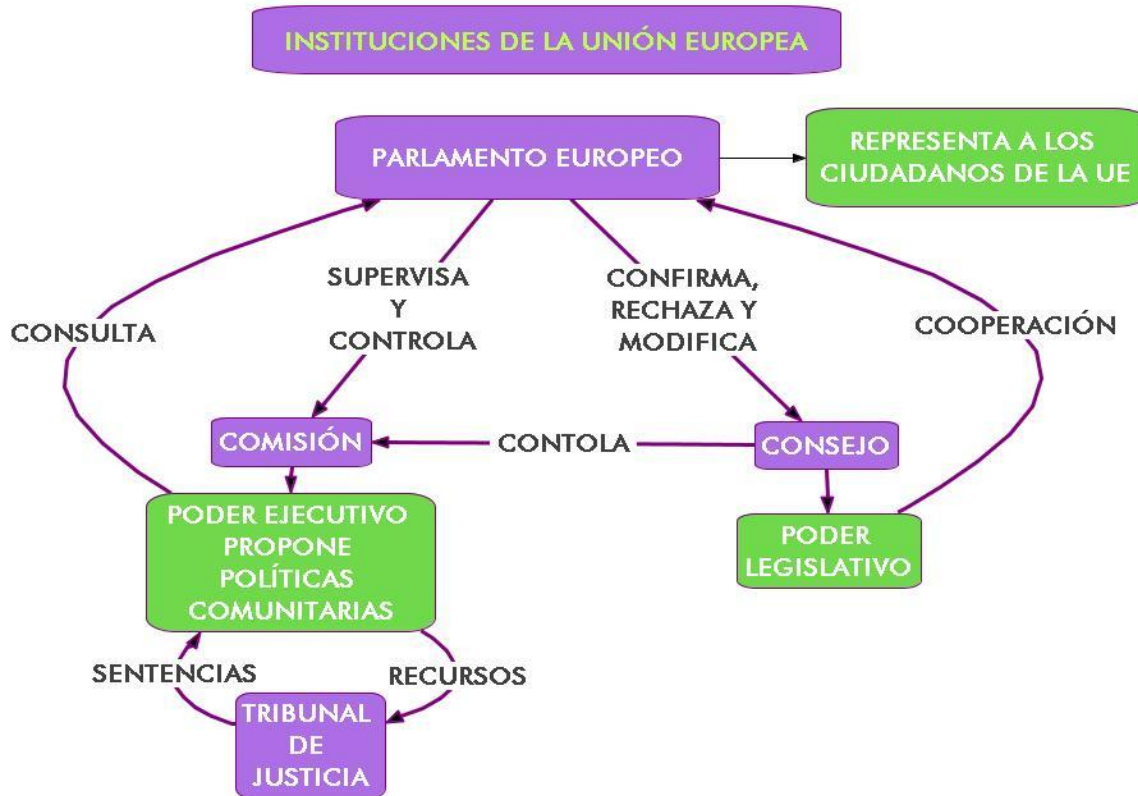 INSTITUCIONES DE LA UNIÓN EUROPEA
PARLAMENTO EUROPEO
REPRESENTA A LOS
CIUDADANOS DE LA UE
CONSULTA
SUPERVISA
Y
CONTROLA
CONFIRMA,
RECHAZA Y
MODIFICA
COOPERACIÓN
COMISIÓN
CONTOLA
CONSEJO
PODER EJECUTIVO
PROPONE
POLÍTICAS
COMUNITARIAS
PODER
LEGISLATIVO
SENTENCIAS
RECURSOS
TRIBUNAL
DE
JUSTICIA